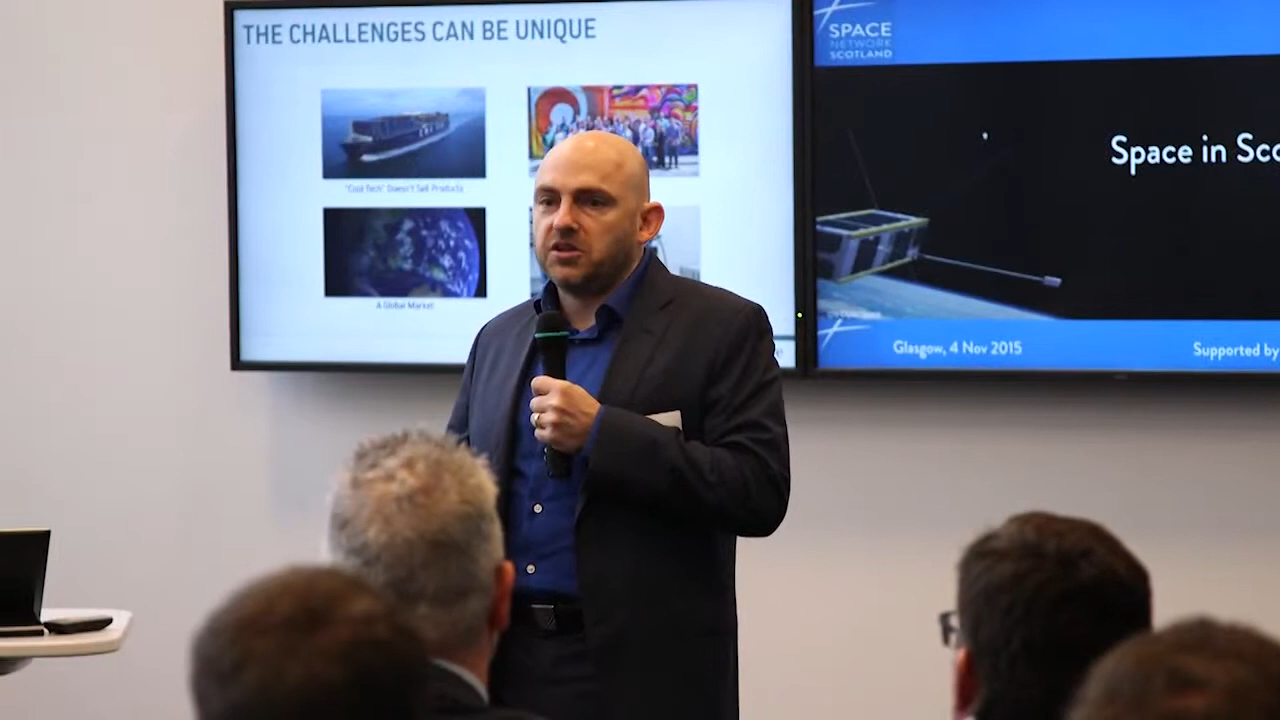 THE CHALLENGES CAN BE UNIQUE
"Cool Tech" Doesn't Sell Products
A Global Market
SPACE
NETWORK
SCOTLAND
Space in Sco
Glasgow, 4 Nov 2015
Supported by